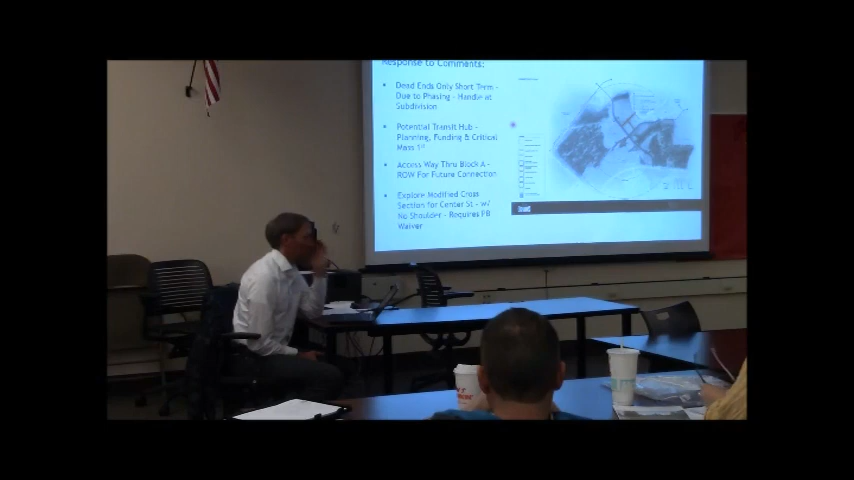 Response to Comments:
• Dead Ends Only Short Term -
Due to Phasing - Handle at
Subdivision
• Potential Transit Hub -
Planning, Funding & Critical
Mass 1st
• Access Way Thru Block A -
ROW For Future Connection
• Explore Modified Cross
Section for Center St - w/
No Shoulder - Requires PB
Waiver